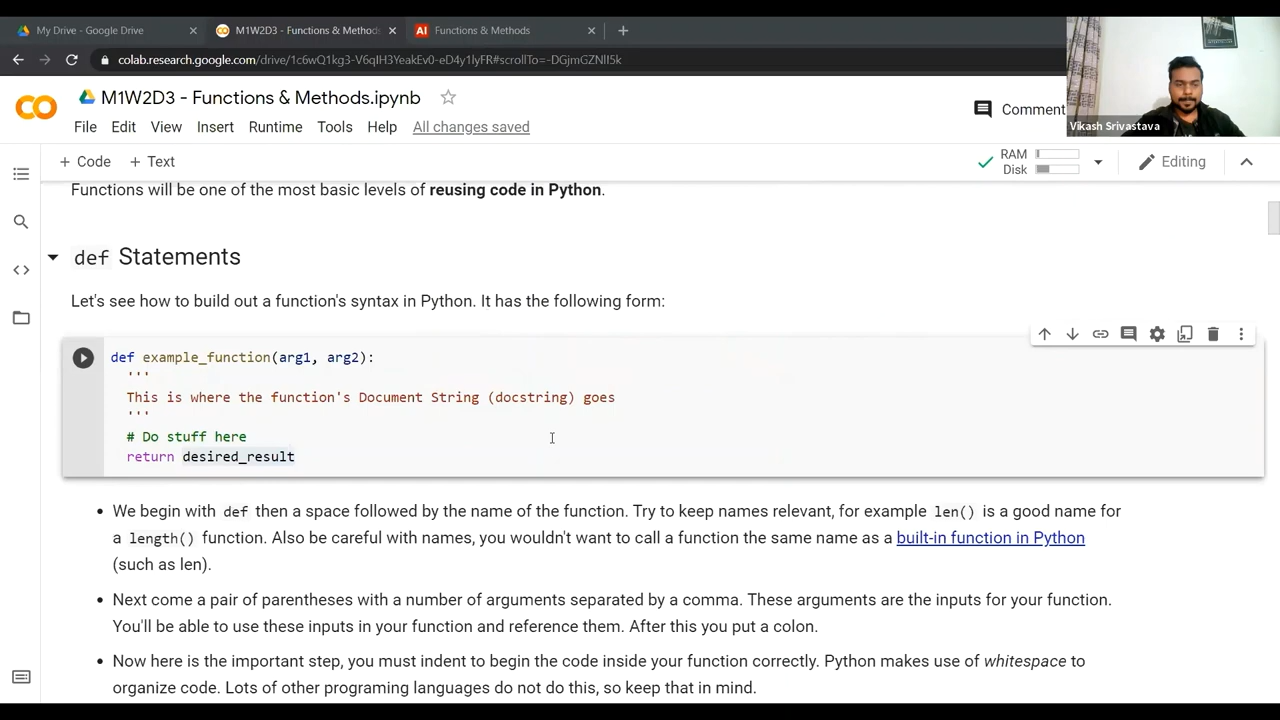 My Drive - Google Drive
M1W2D3 - Functions & Methods
Functions & Methods
colab.research.google.com/drive/1c6wQ1kg3-V6qIH3YeakEv0-eD4y1lyFR#scrollTo=-DGjmGZNlI5k
M1W2D3 - Functions & Methods.ipynb
Comment
Vikash Srivastava
File Edit View Insert Runtime Tools Help All changes saved
+ Code + Text
RAM
Disk
Editing
Functions will be one of the most basic levels of reusing code in Python.
def Statements
Let's see how to build out a function's syntax in Python. It has the following form:
def example_function(arg1, arg2):
'''
This is where the function's Document String (docstring) goes
'''
# Do stuff here
return desired_result
• We begin with def then a space followed by the name of the function. Try to keep names relevant, for example len() is a good name for
a length() function. Also be careful with names, you wouldn't want to call a function the same name as a built-in function in Python
(such as len).
• Next come a pair of parentheses with a number of arguments separated by a comma. These arguments are the inputs for your function.
You'll be able to use these inputs in your function and reference them. After this you put a colon.
• Now here is the important step, you must indent to begin the code inside your function correctly. Python makes use of whitespace to
organize code. Lots of other programing languages do not do this, so keep that in mind.